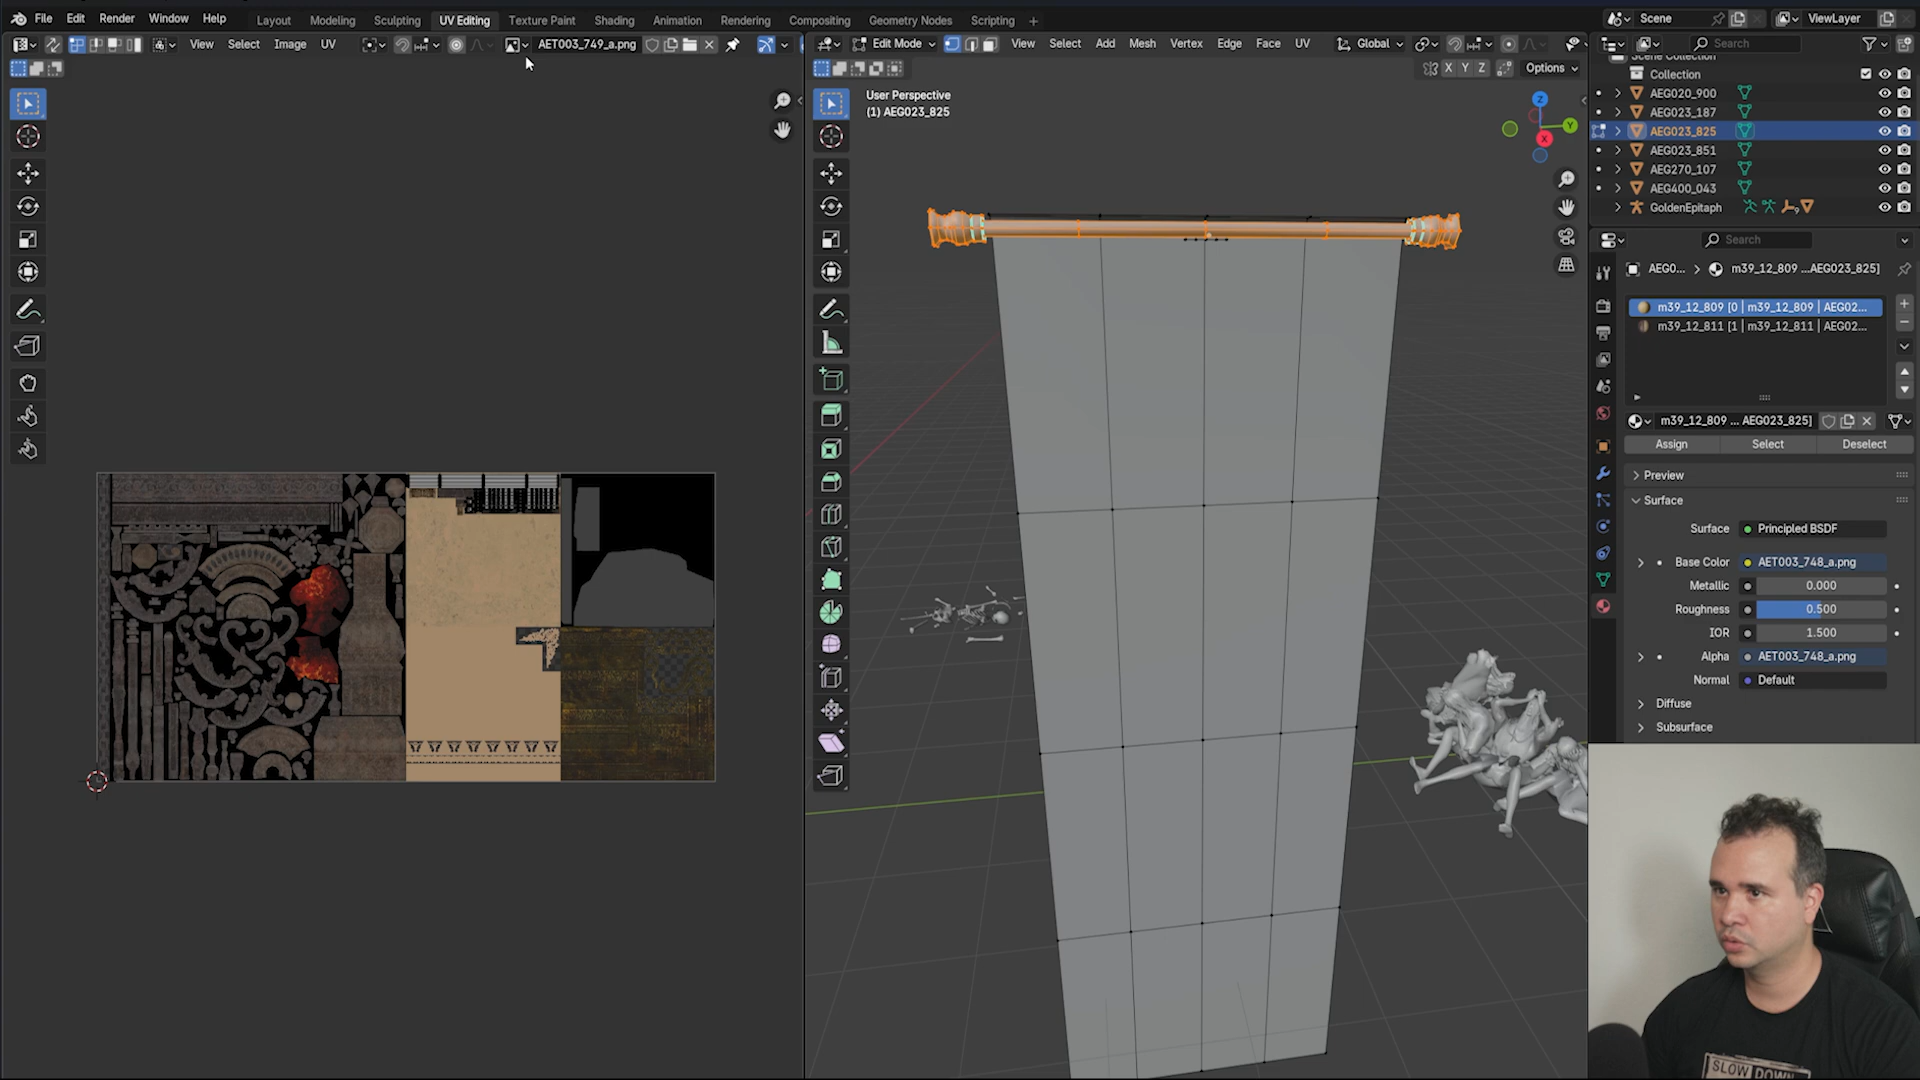 File Edit Render Window Help Layout Modeling Sculpting UV Editing Texture Paint Shading Animation Rendering Compositing Geometry Nodes Scripting + Scene ViewLayer
View Select Image UV AET003_749_a.png Edit Mode View Select Add Mesh Vertex Edge Face UV Global Search
X Y Z Options
Scene Collection
Collection
User Perspective
(1) AEG023_825
Z
Y
X
AEG020_900
AEG023_187
AEG023_825
AEG023_851
AEG270_107
AEG400_043
GoldenEpitaph
Search
AEG0... > m39_12_809 ...AEG023_825]
m39_12_809 [0 | m39_12_809 | AEG02...
m39_12_811 [1 | m39_12_811 | AEG02...
m39_12_809 ... AEG023_825]
Assign Select Deselect
Preview
Surface
Surface Principled BSDF
Base Color AET003_748_a.png
Metallic 0.000
Roughness 0.500
IOR 1.500
Alpha AET003_748_a.png
Normal Default
Diffuse
Subsurface
SLOW DOWN